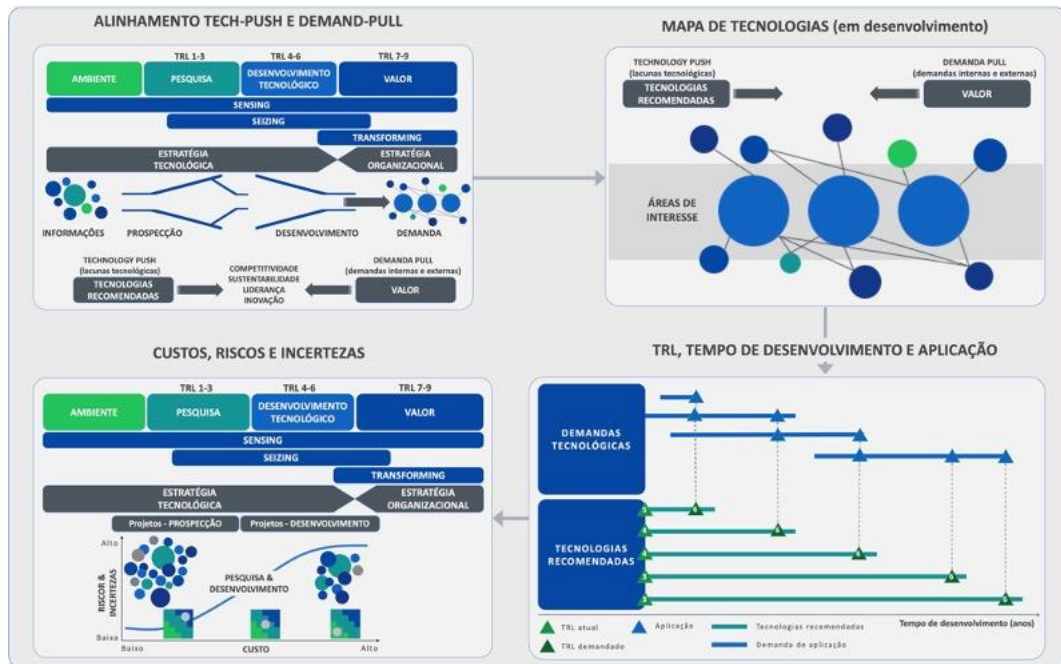 ALINHAMENTO TECH-PUSH E DEMAND-PULL
TRL 1-3
TRL 4-6
TRL 7-9
AMBIENTE
PESQUISA
DESENVOLVIMENTO
TECNOLÓGICO
VALOR
SENSING
SEIZING
TRANSFORMING
ESTRATÉGIA
TECNOLÓGICA
ESTRATÉGIA
ORGANIZACIONAL
INFORMAÇÕES
PROSPECÇÃO
DESENVOLVIMENTO
DEMANDA
TECHNOLOGY PUSH
(lacunas tecnológicas)
TECNOLOGIAS
RECOMENDADAS
COMPETITIVIDADE
SUSTENTABILIDADE
LIDERANÇA
INOVAÇÃO
DEMANDA PULL
(demandas internas e externas)
VALOR
MAPA DE TECNOLOGIAS (em desenvolvimento)
TECHNOLOGY PUSH
(lacunas tecnológicas)
TECNOLOGIAS
RECOMENDADAS
DEMANDA PULL
(demandas internas e externas)
VALOR
ÁREAS DE
INTERESSE
TRL, TEMPO DE DESENVOLVIMENTO E APLICAÇÃO
DEMANDAS
TECNOLÓGICAS
TECNOLOGIAS
RECOMENDADAS
Tempo de desenvolvimento (anos)
TRL atual
Aplicação
Tecnologias recomendadas
TRL demandado
Demanda de aplicação
CUSTOS, RISCOS E INCERTEZAS
TRL 1-3
TRL 4-6
TRL 7-9
AMBIENTE
PESQUISA
DESENVOLVIMENTO
TECNOLÓGICO
VALOR
SENSING
SEIZING
TRANSFORMING
ESTRATÉGIA
TECNOLÓGICA
ESTRATÉGIA
ORGANIZACIONAL
Projetos - PROSPECÇÃO
Projetos - DESENVOLVIMENTO
Alto
RISCOR &
INCERTEZAS
PESQUISA &
DESENVOLVIMENTO
Baixo
Baixo
CUSTO
Alto